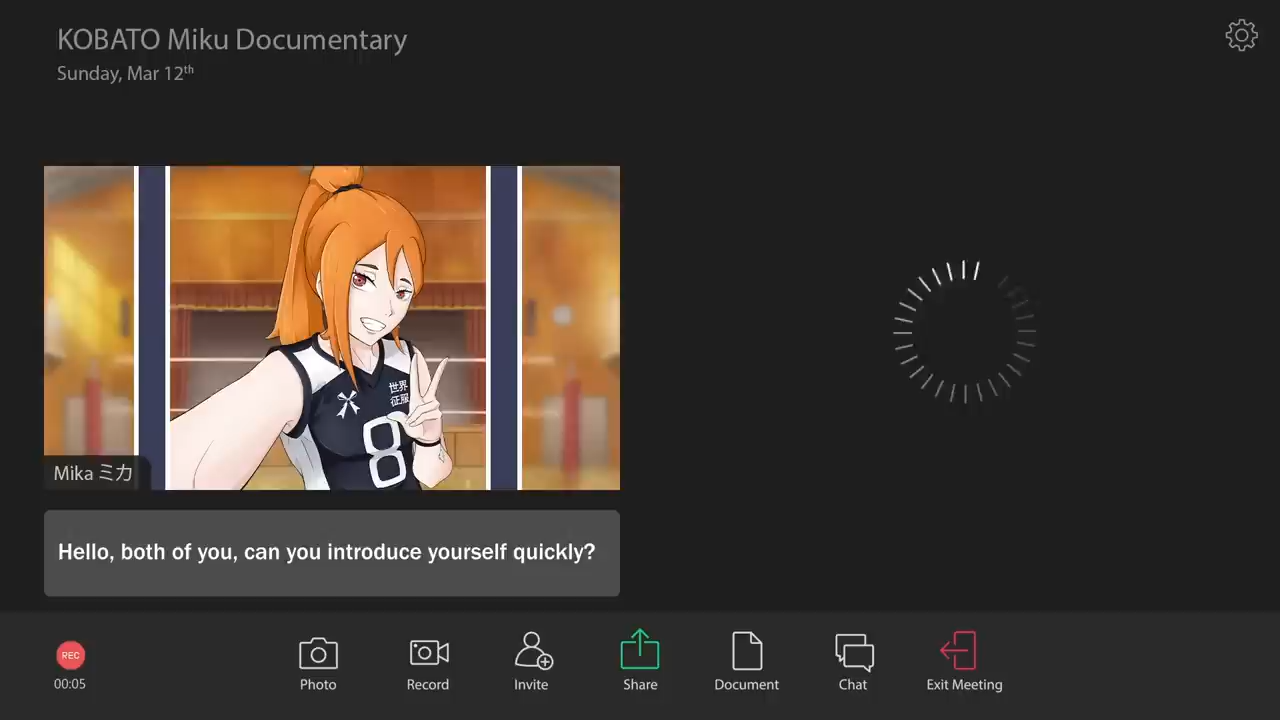 KOBATO Miku Documentary
Sunday, Mar 12th
世界
征服
8
Mika ミカ
Hello, both of you, can you introduce yourself quickly?
REC
00:05
Photo
Record
Invite
Share
Document
Chat
Exit Meeting